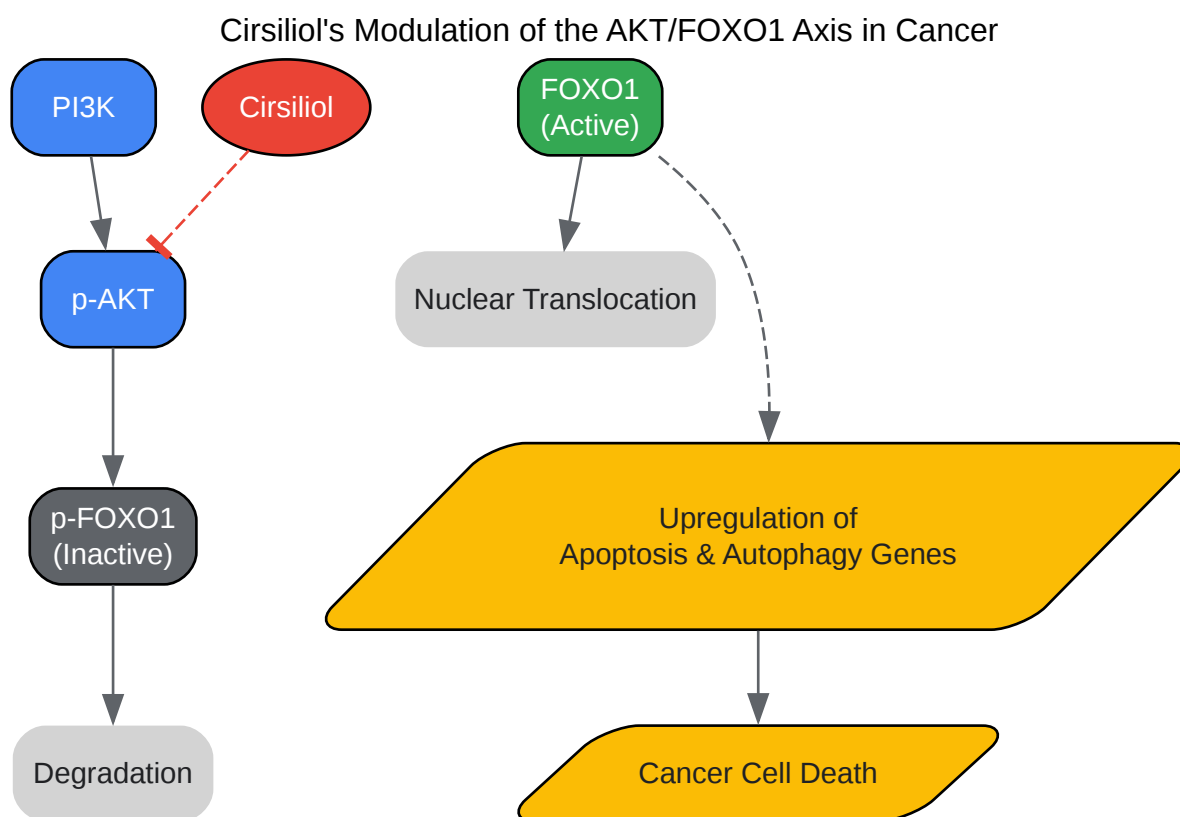 Cirsiliol's Modulation of the AKT/FOXO1 Axis in Cancer
PI3K
Cirsiliol
FOXO1
(Active)
p-AKT
Nuclear Translocation
p-FOXO1
(Inactive)
Upregulation of
Apoptosis & Autophagy Genes
Degradation
Cancer Cell Death